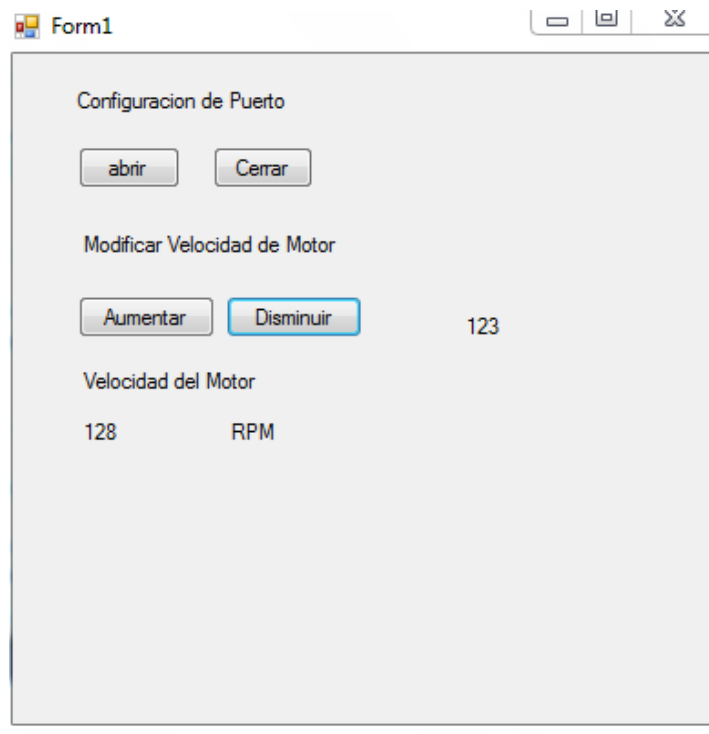 Form1
Configuracion de Puerto
abrir Cerrar
Modificar Velocidad de Motor
Aumentar Disminuir 123
Velocidad del Motor
128 RPM